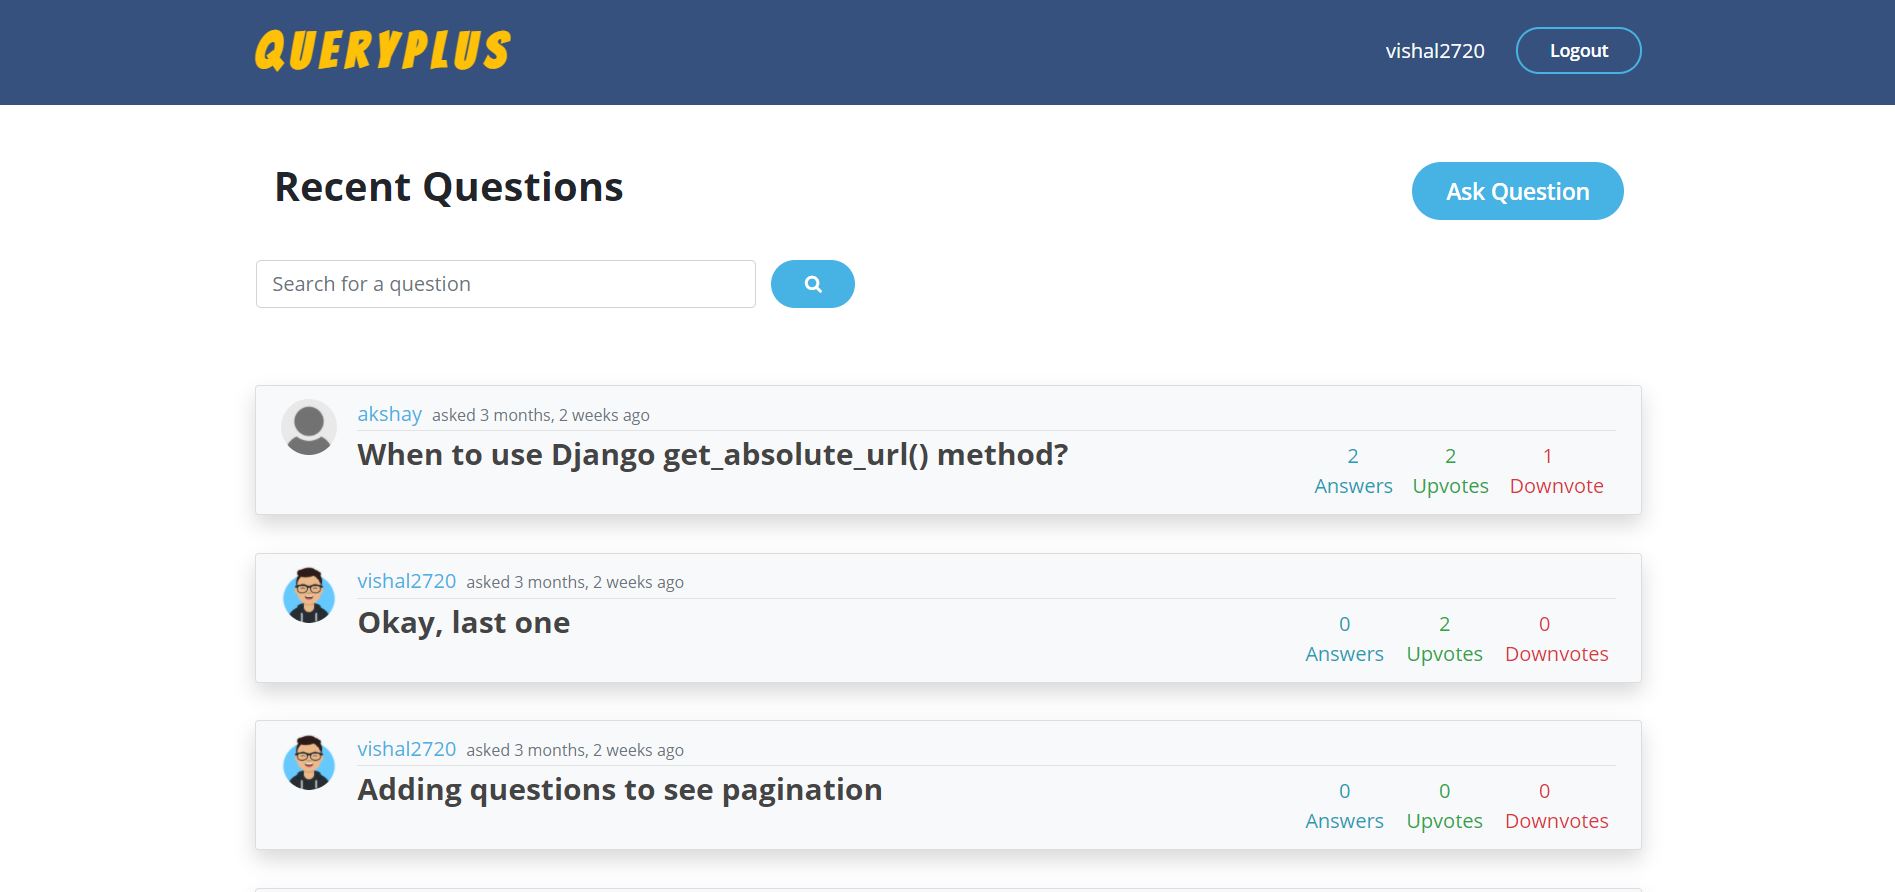 QUERYPLUS
vishal2720 Logout
Recent Questions
Ask Question
Search for a question
akshay asked 3 months, 2 weeks ago
When to use Django get_absolute_url() method?
2 2 1
Answers Upvotes Downvote
vishal2720 asked 3 months, 2 weeks ago
Okay, last one
0 2 0
Answers Upvotes Downvotes
vishal2720 asked 3 months, 2 weeks ago
Adding questions to see pagination
0 0 0
Answers Upvotes Downvotes